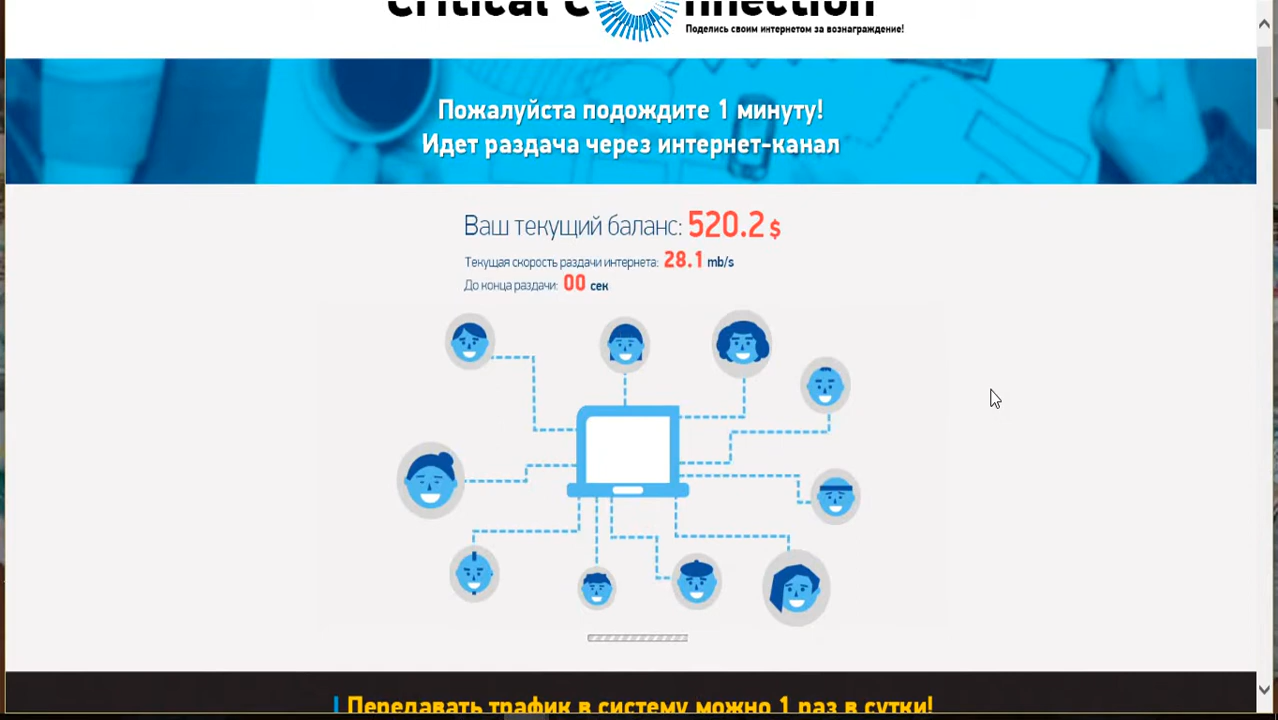 Critical C nnection
Поделись своим интернетом за вознаграждение!
Пожалуйста подождите 1 минуту!
Идет раздача через интернет-канал
Ваш текущий баланс: 520.2 $
Текущая скорость раздачи интернета: 28.1 mb/s
До конца раздачи: 00 сек
Передавать трафик в систему можно 1 раз в сутки!